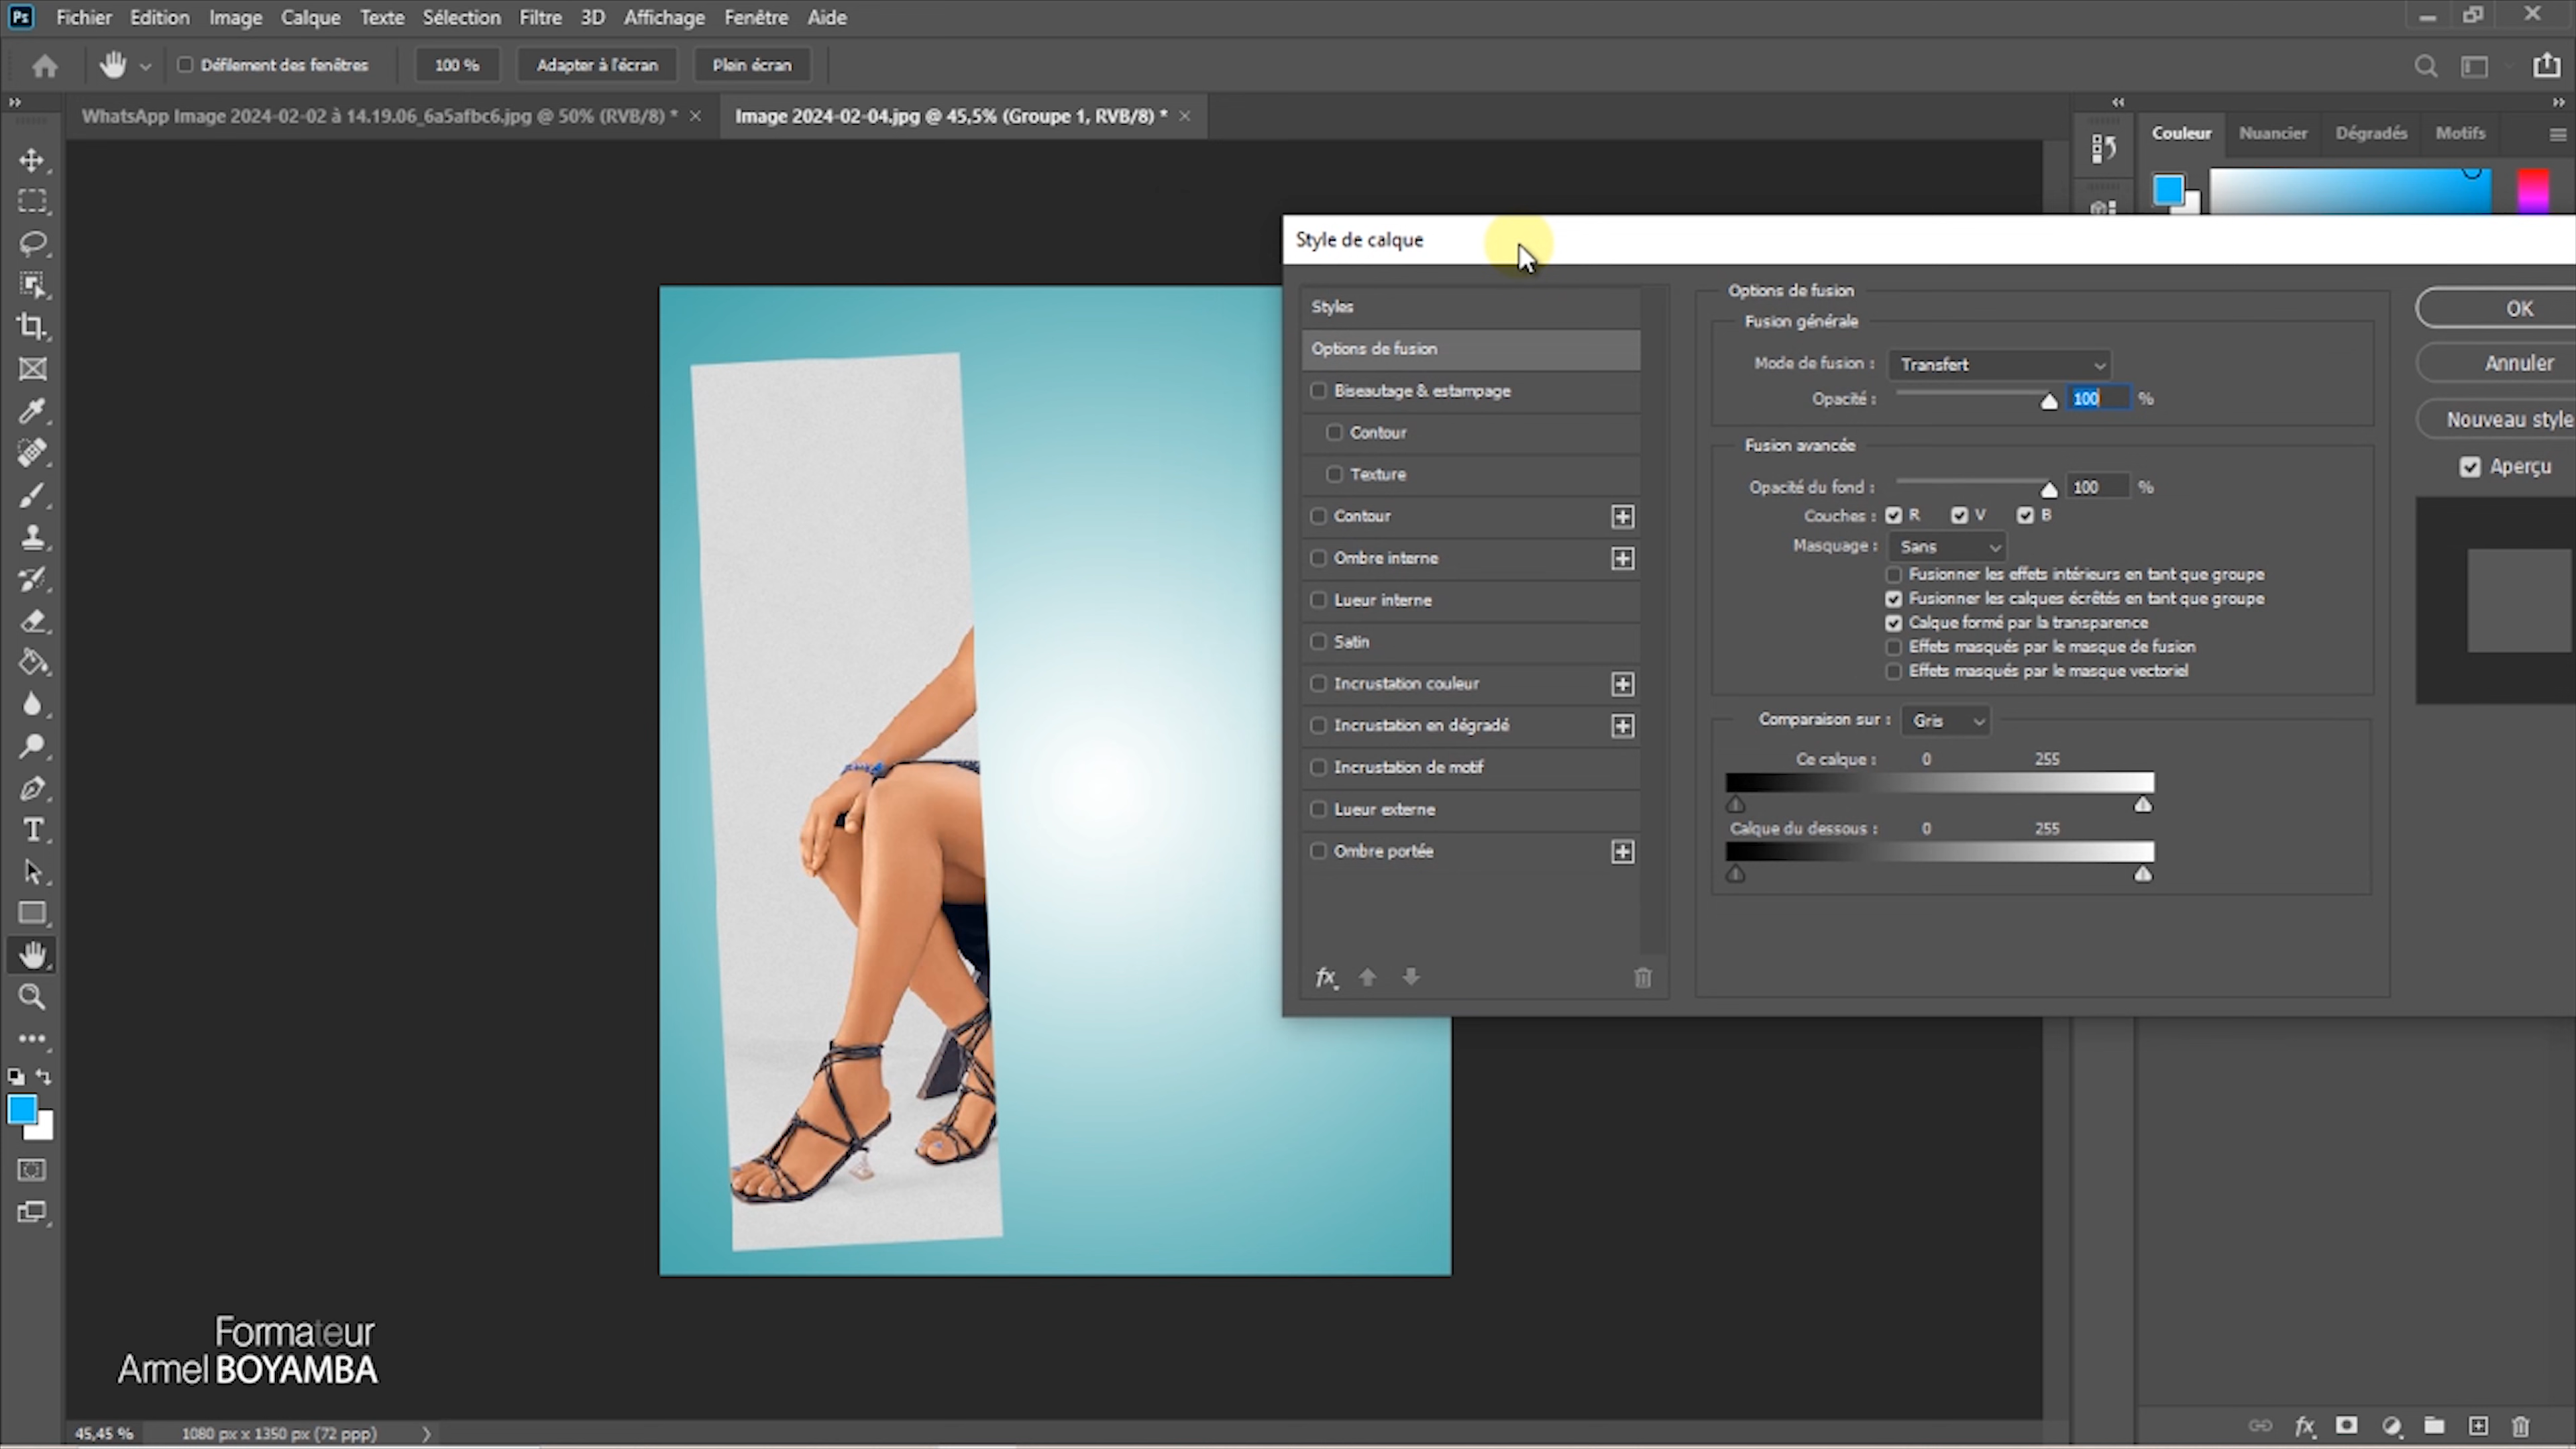 Ps Fichier Edition Image Calque Texte Sélection Filtre 3D Affichage Fenêtre Aide
Défilement des fenêtres 100 % Adapter à l'écran Plein écran
WhatsApp Image 2024-02-02 à 14.19.06_6a5afbc6.jpg @ 50% (RVB/8) * × Image 2024-02-04.jpg @ 45,5% (Groupe 1, RVB/8) * ×
Couleur Nuancier Dégradés Motifs
Style de calque
Styles
Options de fusion
Biseautage & estampage
Contour
Texture
Contour
Ombre interne
Lueur interne
Satin
Incrustation couleur
Incrustation en dégradé
Incrustation de motif
Lueur externe
Ombre portée
fx
Options de fusion
Fusion générale
Mode de fusion : Transfert
Opacité : 100 %
Fusion avancée
Opacité du fond : 100 %
Couches : R V B
Masquage : Sans
Fusionner les effets intérieurs en tant que groupe
Fusionner les calques écrêtés en tant que groupe
Calque formé par la transparence
Effets masqués par le masque de fusion
Effets masqués par le masque vectoriel
Comparaison sur : Gris
Ce calque : 0 255
Calque du dessous : 0 255
OK
Annuler
Nouveau style
Aperçu
Formateur
Armel BOYAMBA
45,45 % 1080 px x 1350 px (72 ppp)
fx